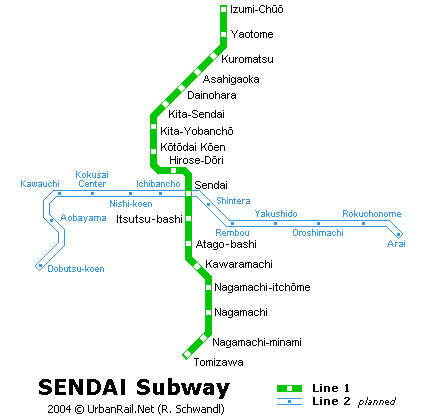 Izumi-Chūō
Yaotome
Kuromatsu
Asahigaoka
Dainohara
Kita-Sendai
Kita-Yobanchō
Kōtōdai Kōen
Hirose-Dōri
Kawauchi
Kokusai
Center
Ichibancho
Sendai
Nishi-koen
Shintera
Aobayama
Itsutsu-bashi
Yakushido
Rokuchonome
Rembou
Oroshimachi
Arai
Atago-bashi
Dobutsu-koen
Kawaramachi
Nagamachi-itchōme
Nagamachi
Nagamachi-minami
Tomizawa
SENDAI Subway
2004 © UrbanRail.Net (R. Schwandl)
Line 1
Line 2 planned